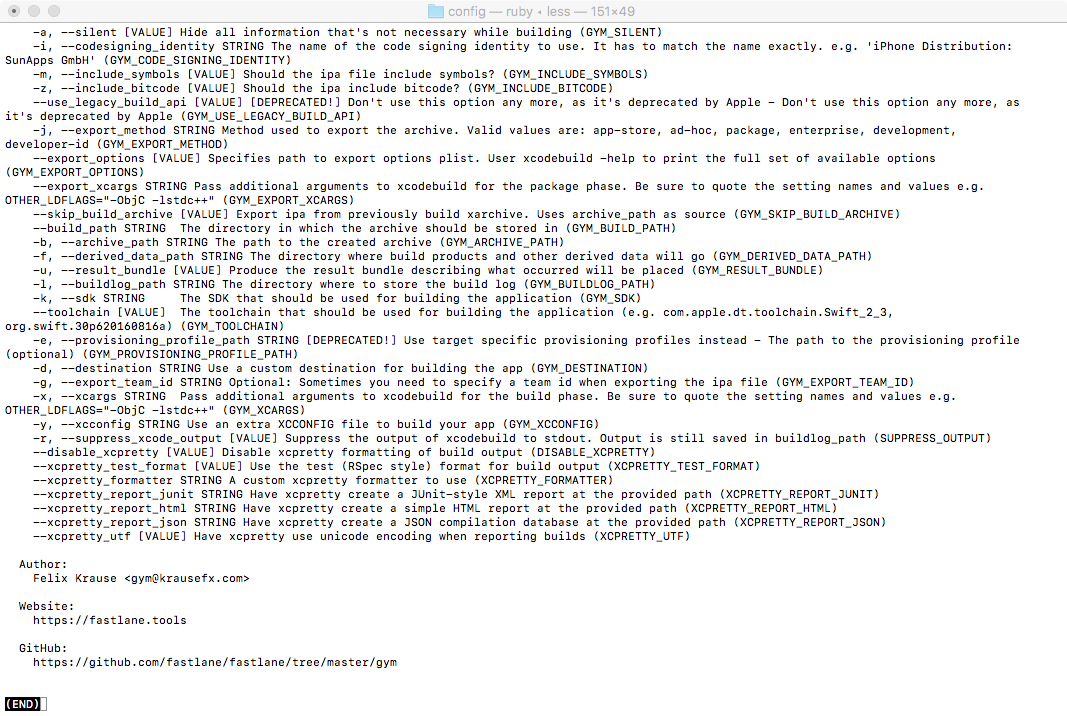 config — ruby ◂ less — 151×49
-a, --silent [VALUE] Hide all information that's not necessary while building (GYM_SILENT)
-i, --codesigning_identity STRING The name of the code signing identity to use. It has to match the name exactly. e.g. 'iPhone Distribution:
SunApps GmbH' (GYM_CODE_SIGNING_IDENTITY)
-m, --include_symbols [VALUE] Should the ipa file include symbols? (GYM_INCLUDE_SYMBOLS)
-z, --include_bitcode [VALUE] Should the ipa include bitcode? (GYM_INCLUDE_BITCODE)
--use_legacy_build_api [VALUE] [DEPRECATED!] Don't use this option any more, as it's deprecated by Apple - Don't use this option any more, as
it's deprecated by Apple (GYM_USE_LEGACY_BUILD_API)
-j, --export_method STRING Method used to export the archive. Valid values are: app-store, ad-hoc, package, enterprise, development,
developer-id (GYM_EXPORT_METHOD)
--export_options [VALUE] Specifies path to export options plist. User xcodebuild -help to print the full set of available options
(GYM_EXPORT_OPTIONS)
--export_xcargs STRING Pass additional arguments to xcodebuild for the package phase. Be sure to quote the setting names and values e.g.
OTHER_LDFLAGS="-ObjC -lstdc++" (GYM_EXPORT_XCARGS)
--skip_build_archive [VALUE] Export ipa from previously build xarchive. Uses archive_path as source (GYM_SKIP_BUILD_ARCHIVE)
--build_path STRING  The directory in which the archive should be stored in (GYM_BUILD_PATH)
-b, --archive_path STRING The path to the created archive (GYM_ARCHIVE_PATH)
-f, --derived_data_path STRING The directory where build products and other derived data will go (GYM_DERIVED_DATA_PATH)
-u, --result_bundle [VALUE] Produce the result bundle describing what occurred will be placed (GYM_RESULT_BUNDLE)
-l, --buildlog_path STRING The directory where to store the build log (GYM_BUILDLOG_PATH)
-k, --sdk STRING     The SDK that should be used for building the application (GYM_SDK)
--toolchain [VALUE]  The toolchain that should be used for building the application (e.g. com.apple.dt.toolchain.Swift_2_3,
org.swift.30p620160816a) (GYM_TOOLCHAIN)
-e, --provisioning_profile_path STRING [DEPRECATED!] Use target specific provisioning profiles instead - The path to the provisioning profile
(optional) (GYM_PROVISIONING_PROFILE_PATH)
-d, --destination STRING Use a custom destination for building the app (GYM_DESTINATION)
-g, --export_team_id STRING Optional: Sometimes you need to specify a team id when exporting the ipa file (GYM_EXPORT_TEAM_ID)
-x, --xcargs STRING  Pass additional arguments to xcodebuild for the build phase. Be sure to quote the setting names and values e.g.
OTHER_LDFLAGS="-ObjC -lstdc++" (GYM_XCARGS)
-y, --xcconfig STRING Use an extra XCCONFIG file to build your app (GYM_XCCONFIG)
-r, --suppress_xcode_output [VALUE] Suppress the output of xcodebuild to stdout. Output is still saved in buildlog_path (SUPPRESS_OUTPUT)
--disable_xcpretty [VALUE] Disable xcpretty formatting of build output (DISABLE_XCPRETTY)
--xcpretty_test_format [VALUE] Use the test (RSpec style) format for build output (XCPRETTY_TEST_FORMAT)
--xcpretty_formatter STRING A custom xcpretty formatter to use (XCPRETTY_FORMATTER)
--xcpretty_report_junit STRING Have xcpretty create a JUnit-style XML report at the provided path (XCPRETTY_REPORT_JUNIT)
--xcpretty_report_html STRING Have xcpretty create a simple HTML report at the provided path (XCPRETTY_REPORT_HTML)
--xcpretty_report_json STRING Have xcpretty create a JSON compilation database at the provided path (XCPRETTY_REPORT_JSON)
--xcpretty_utf [VALUE] Have xcpretty use unicode encoding when reporting builds (XCPRETTY_UTF)
Author:
Felix Krause <gym@krausefx.com>
Website:
https://fastlane.tools
GitHub:
https://github.com/fastlane/fastlane/tree/master/gym
(END)